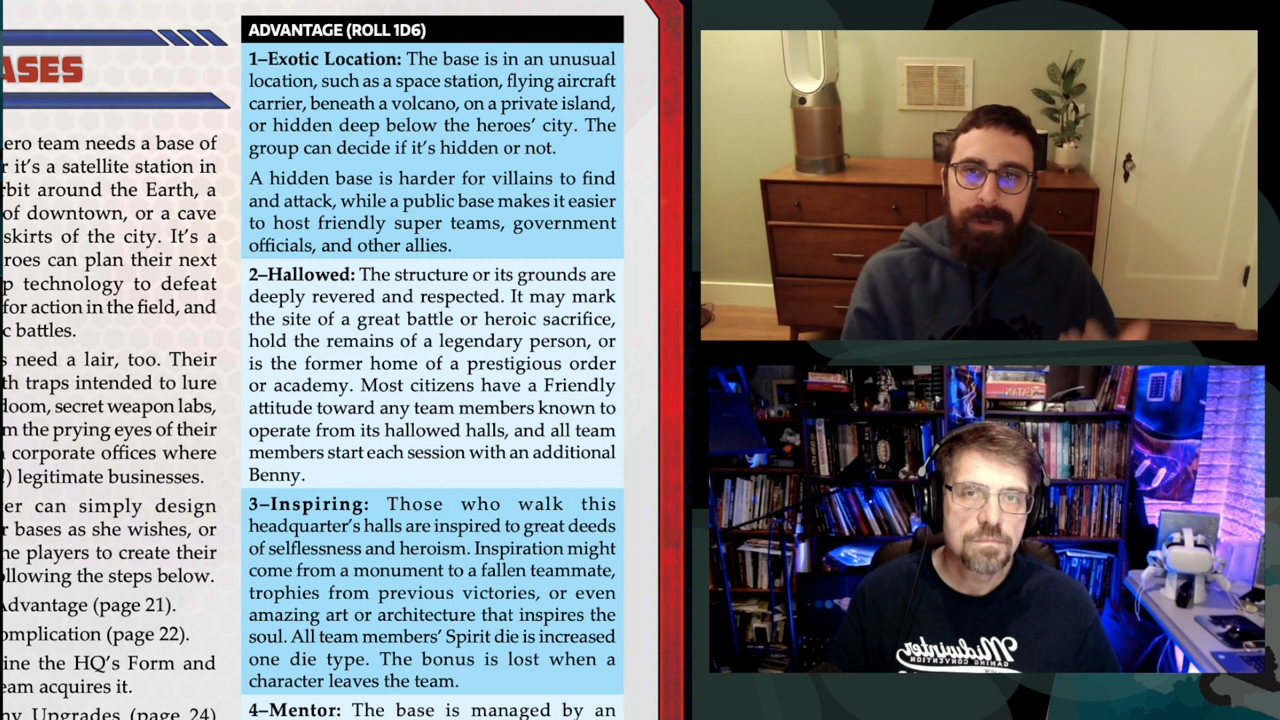 ASES
ero team needs a base of
r it's a satellite station in
rbit around the Earth, a
of downtown, or a cave
skirts of the city. It's a
roes can plan their next
p technology to defeat
for action in the field, and
c battles.
s need a lair, too. Their
th traps intended to lure
doom, secret weapon labs,
m the prying eyes of their
corporate offices where
!) legitimate businesses.
er can simply design
r bases as she wishes, or
he players to create their
ollowing the steps below.
Advantage (page 21).
omplication (page 22).
ine the HQ's Form and
eam acquires it.
ny Upgrades (page 24)
ADVANTAGE (ROLL 1D6)
1–Exotic Location: The base is in an unusual
location, such as a space station, flying aircraft
carrier, beneath a volcano, on a private island,
or hidden deep below the heroes' city. The
group can decide if it's hidden or not.
A hidden base is harder for villains to find
and attack, while a public base makes it easier
to host friendly super teams, government
officials, and other allies.
2–Hallowed: The structure or its grounds are
deeply revered and respected. It may mark
the site of a great battle or heroic sacrifice,
hold the remains of a legendary person, or
is the former home of a prestigious order
or academy. Most citizens have a Friendly
attitude toward any team members known to
operate from its hallowed halls, and all team
members start each session with an additional
Benny.
3–Inspiring: Those who walk this
headquarter's halls are inspired to great deeds
of selflessness and heroism. Inspiration might
come from a monument to a fallen teammate,
trophies from previous victories, or even
amazing art or architecture that inspires the
soul. All team members' Spirit die is increased
one die type. The bonus is lost when a
character leaves the team.
4–Mentor: The base is managed by an
CATAN
Midwinter
GAMING CONVENTION